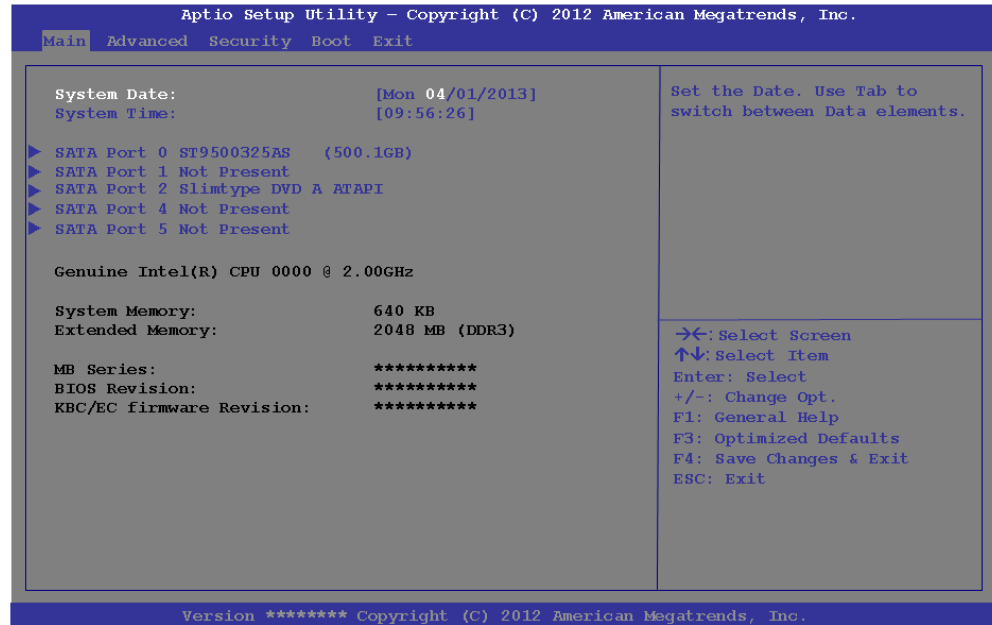 Aptio Setup Utility – Copyright (C) 2012 American Megatrends, Inc.
Main Advanced Security Boot Exit
System Date: [Mon 04/01/2013]
System Time: [09:56:26]
SATA Port 0 ST9500325AS (500.1GB)
SATA Port 1 Not Present
SATA Port 2 Slimtype DVD A ATAPI
SATA Port 4 Not Present
SATA Port 5 Not Present
Genuine Intel(R) CPU 0000 @ 2.00GHz
System Memory: 640 KB
Extended Memory: 2048 MB (DDR3)
MB Series: **********
BIOS Revision: **********
KBC/EC firmware Revision: **********
Set the Date. Use Tab to
switch between Data elements.
→←:Select Screen
↑↓:Select Item
Enter: Select
+/-: Change Opt.
F1: General Help
F3: Optimized Defaults
F4: Save Changes & Exit
ESC: Exit
Version ******** Copyright (C) 2012 American Megatrends, Inc.